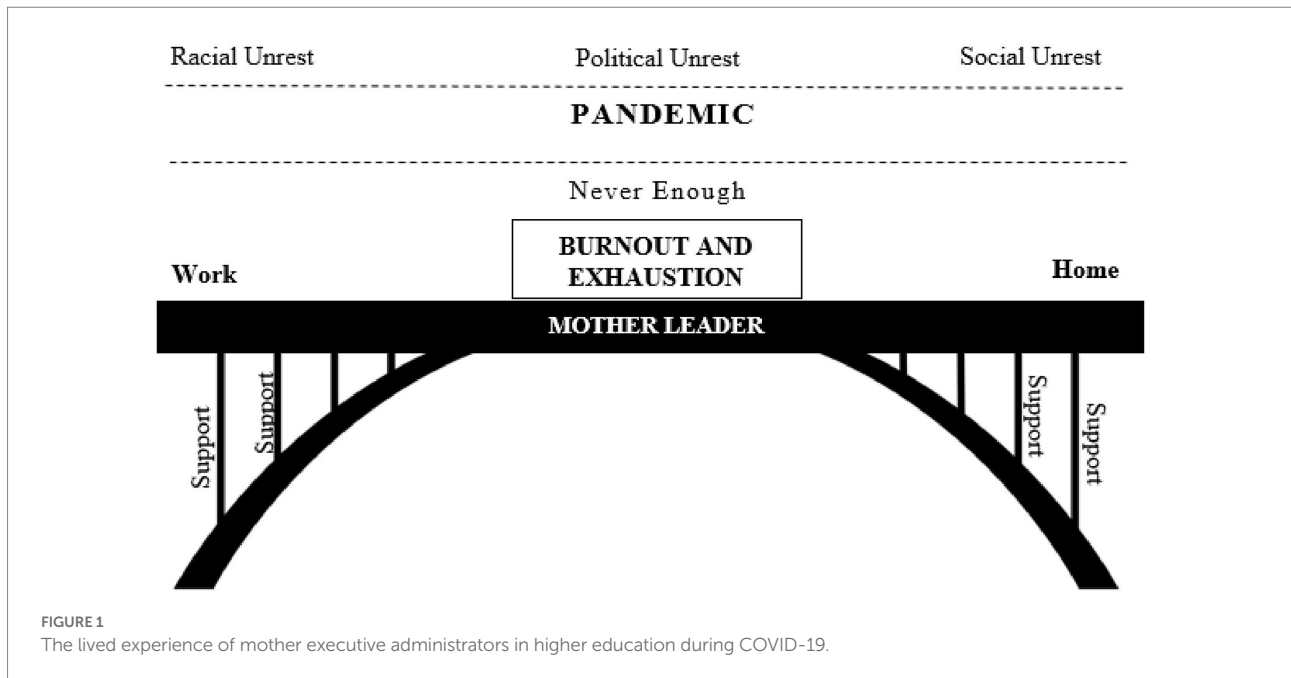 Racial Unrest Political Unrest Social Unrest
PANDEMIC
Never Enough
BURNOUT AND
EXHAUSTION
Work Home
MOTHER LEADER
Support Support Support Support
FIGURE 1
The lived experience of mother executive administrators in higher education during COVID-19.